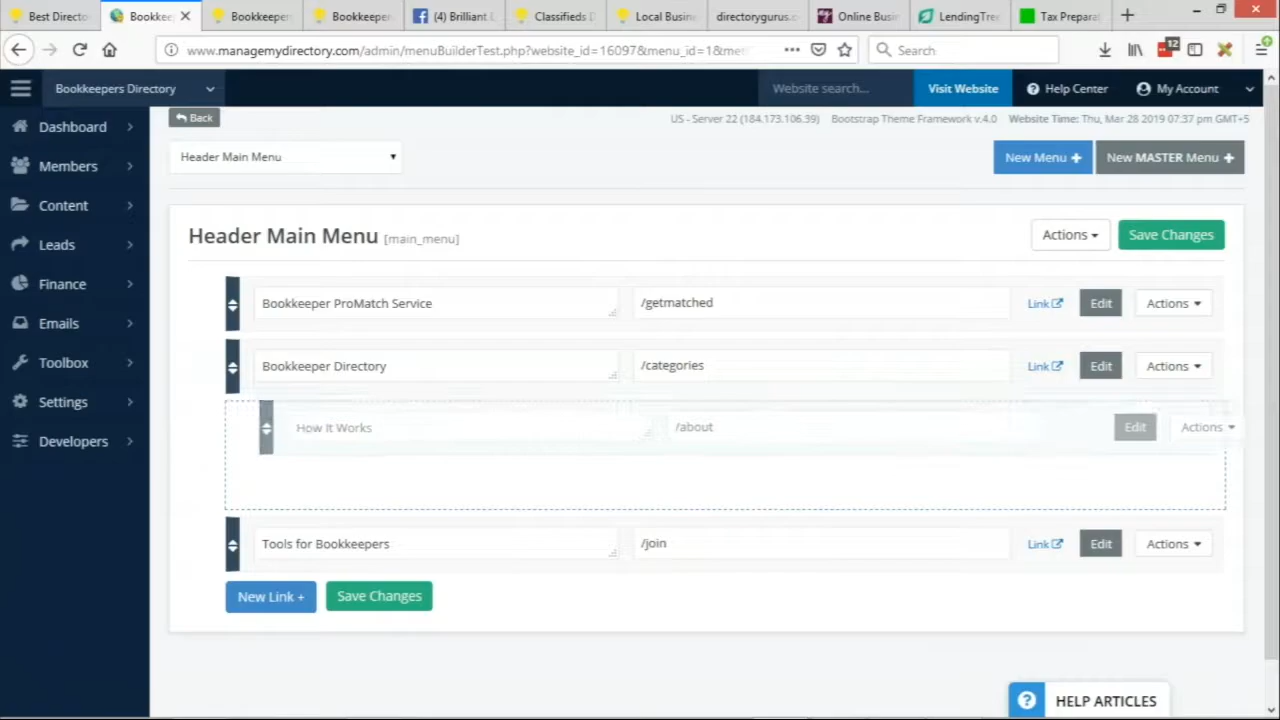 Best Directo
Bookkee
Bookkeeper
Bookkeeper
(4) Brilliant
Classifieds D
Local Busine
directorygurus.c
Online Busi
LendingTree
Tax Preparat
www.managemydirectory.com/admin/menuBuilderTest.php?website_id=16097&menu_id=1&me
Search
12
Bookkeepers Directory
Website search...
Visit Website
Help Center
My Account
Back
US - Server 22 (184.173.106.39)
Bootstrap Theme Framework v.4.0
Website Time: Thu, Mar 28 2019 07:37 pm GMT+5
Dashboard
Members
Content
Leads
Finance
Emails
Toolbox
Settings
Developers
Header Main Menu
New Menu +
New MASTER Menu +
Header Main Menu [main_menu]
Actions
Save Changes
Bookkeeper ProMatch Service
/getmatched
Link
Edit
Actions
Bookkeeper Directory
/categories
Link
Edit
Actions
How It Works
/about
Edit
Actions
Tools for Bookkeepers
/join
Link
Edit
Actions
New Link +
Save Changes
? HELP ARTICLES